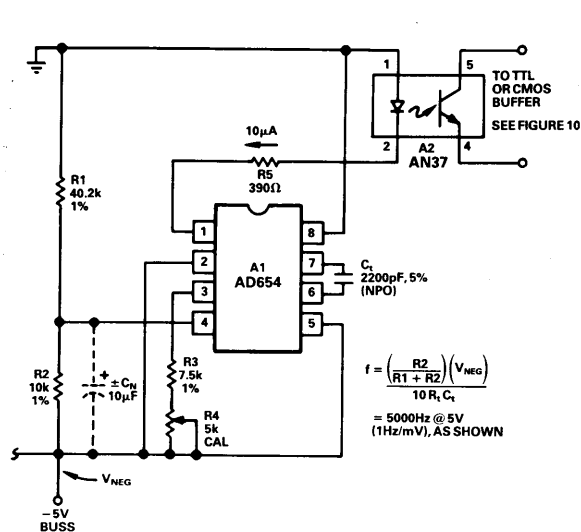 1
5
TO TTL
OR CMOS
BUFFER
SEE FIGURE 10
2
4
A2
AN37
10µA
R5
390Ω
R1
40.2k
1%
1
8
2
7
3
6
4
5
A1
AD654
Ct
2200pF, 5%
(NPO)
R2
10k
1%
+
± CN
10µF
R3
7.5k
1%
R4
5k
CAL
VNEG
–5V
BUSS
f = (R2 / R1 + R2) (VNEG)
10 Rt Ct
= 5000Hz @ 5V
(1Hz/mV), AS SHOWN